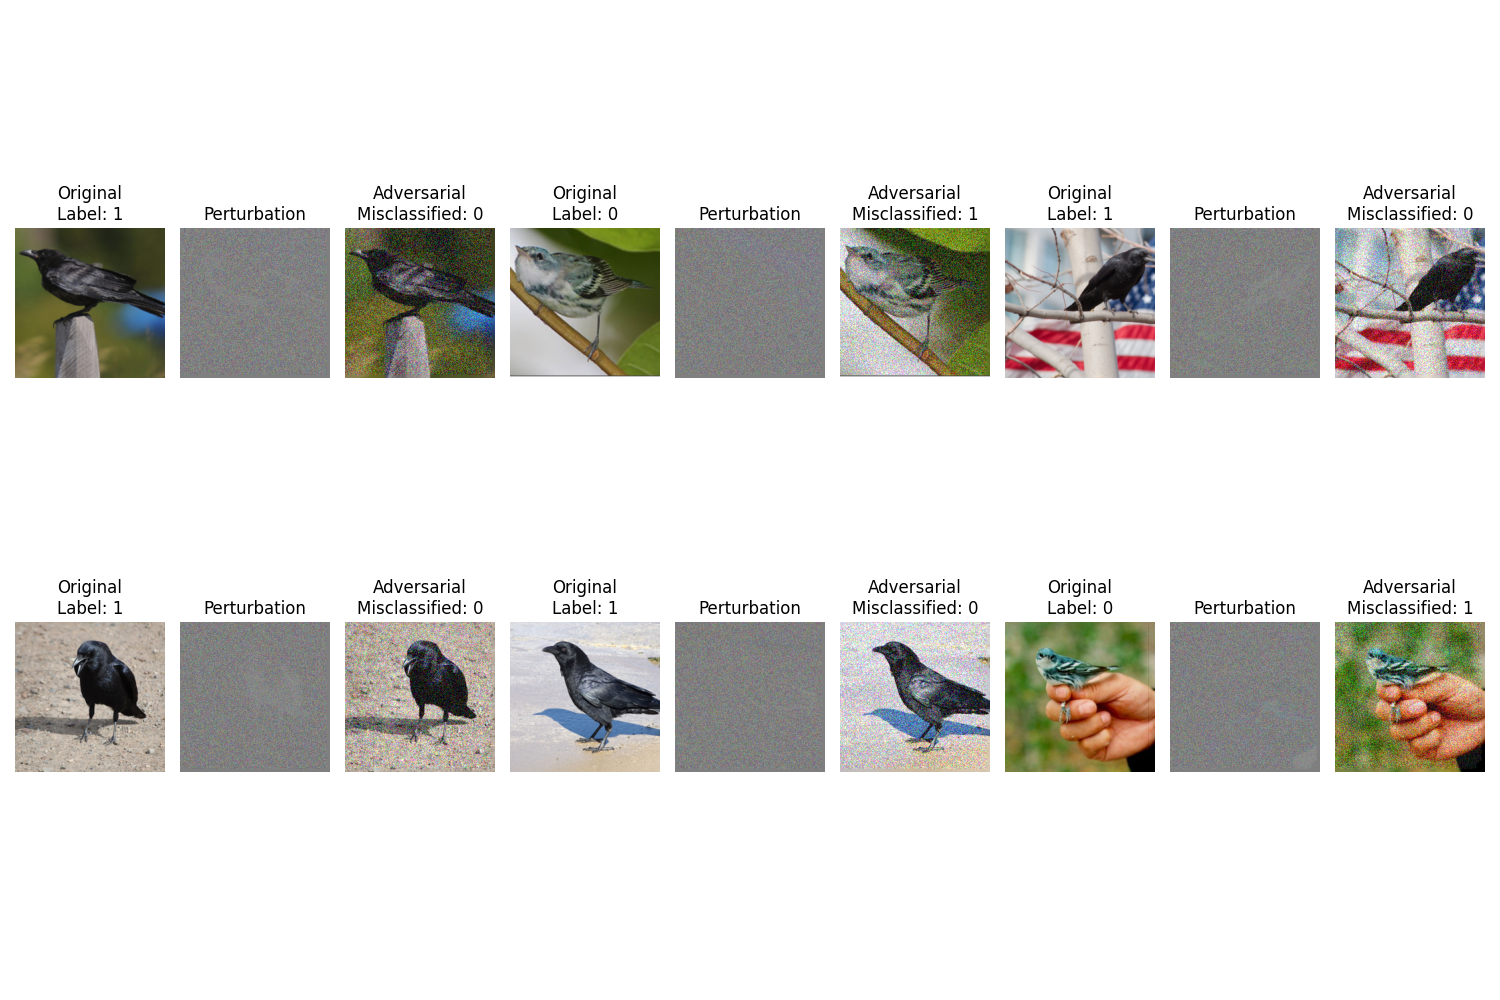 Original
Label: 1
Perturbation
Adversarial
Misclassified: 0
Original
Label: 0
Perturbation
Adversarial
Misclassified: 1
Original
Label: 1
Perturbation
Adversarial
Misclassified: 0
Original
Label: 1
Perturbation
Adversarial
Misclassified: 0
Original
Label: 1
Perturbation
Adversarial
Misclassified: 0
Original
Label: 0
Perturbation
Adversarial
Misclassified: 1